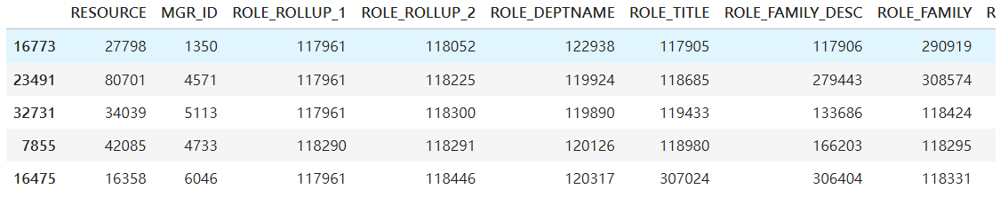 RESOURCE MGR_ID ROLE_ROLLUP_1 ROLE_ROLLUP_2 ROLE_DEPTNAME ROLE_TITLE ROLE_FAMILY_DESC ROLE_FAMILY R
16773 27798 1350 117961 118052 122938 117905 117906 290919
23491 80701 4571 117961 118225 119924 118685 279443 308574
32731 34039 5113 117961 118300 119890 119433 133686 118424
7855 42085 4733 118290 118291 120126 118980 166203 118295
16475 16358 6046 117961 118446 120317 307024 306404 118331